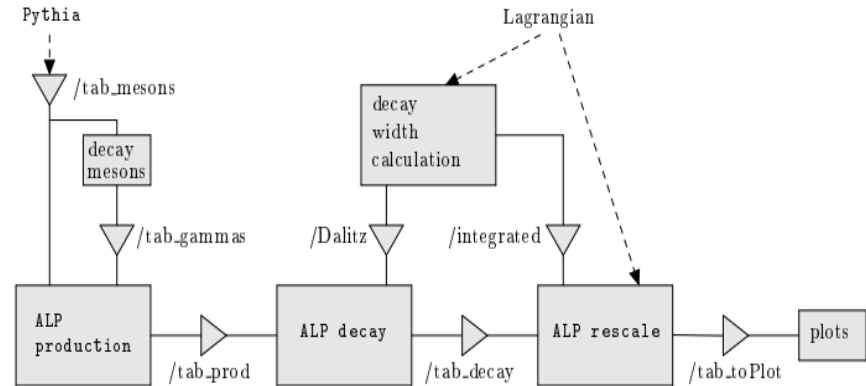 Pythia
Lagrangian
/tab_mesons
decay
width
calculation
decay
mesons
/tab_gammas
/Dalitz
/integrated
ALP
production
ALP decay
ALP rescale
plots
/tab_prod
/tab_decay
/tab_toPlot